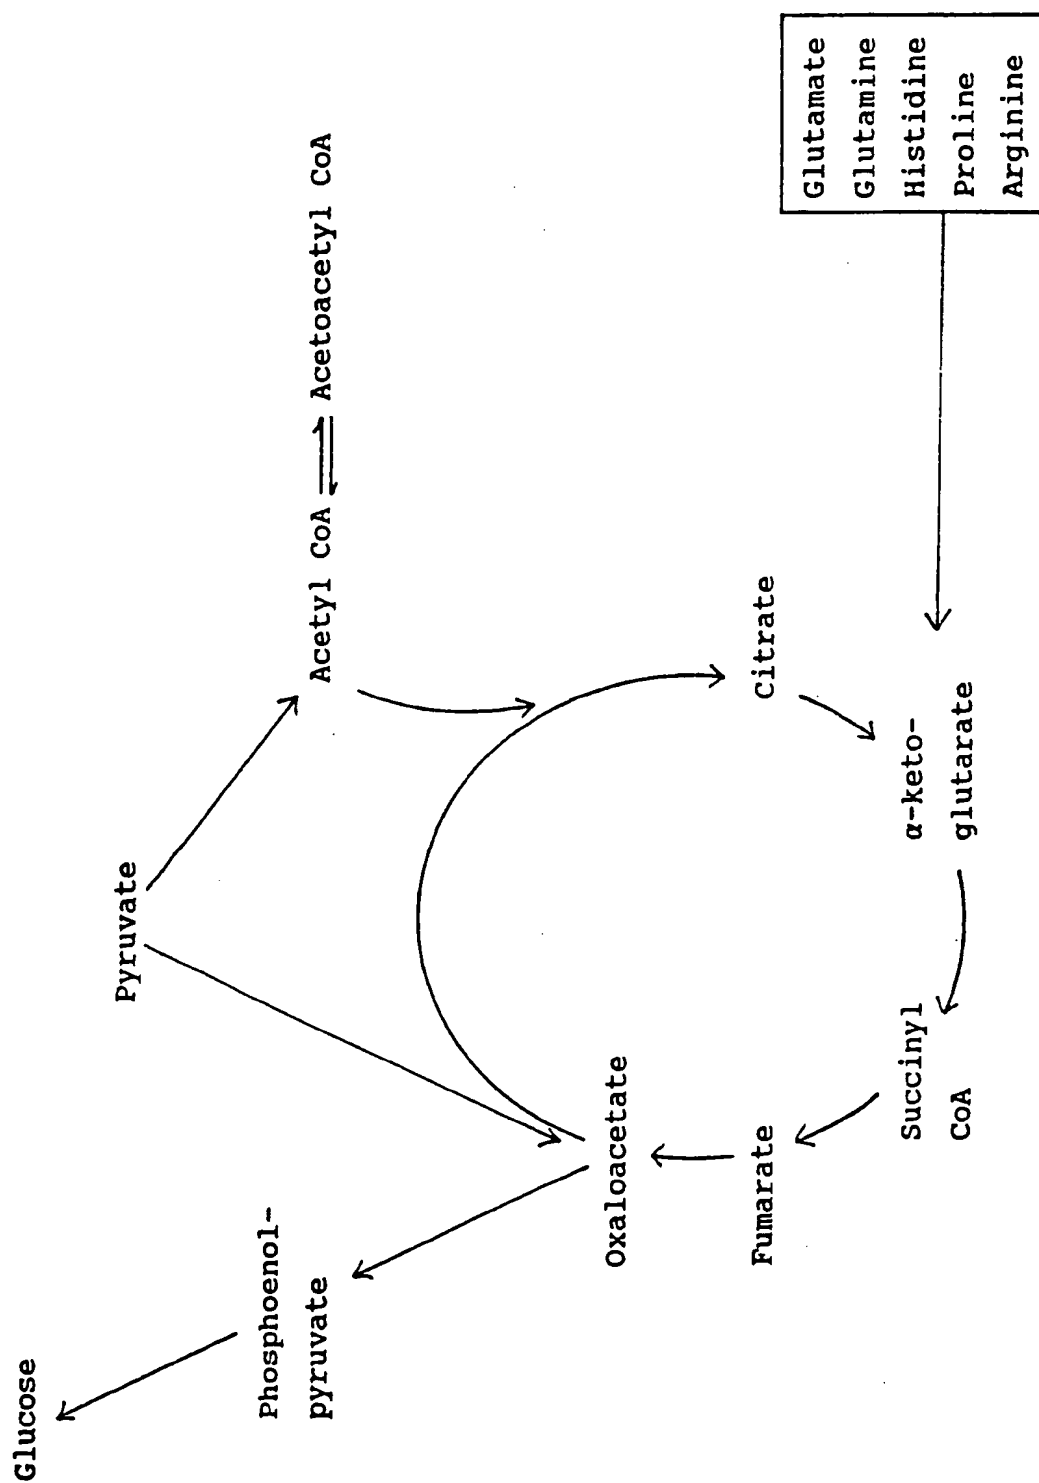 Glucose
Phosphoenol-
pyruvate
Pyruvate
Acetyl CoA
Acetoacetyl CoA
Oxaloacetate
Citrate
Fumarate
Succinyl
CoA
α-keto-
glutarate
Glutamate
Glutamine
Histidine
Proline
Arginine